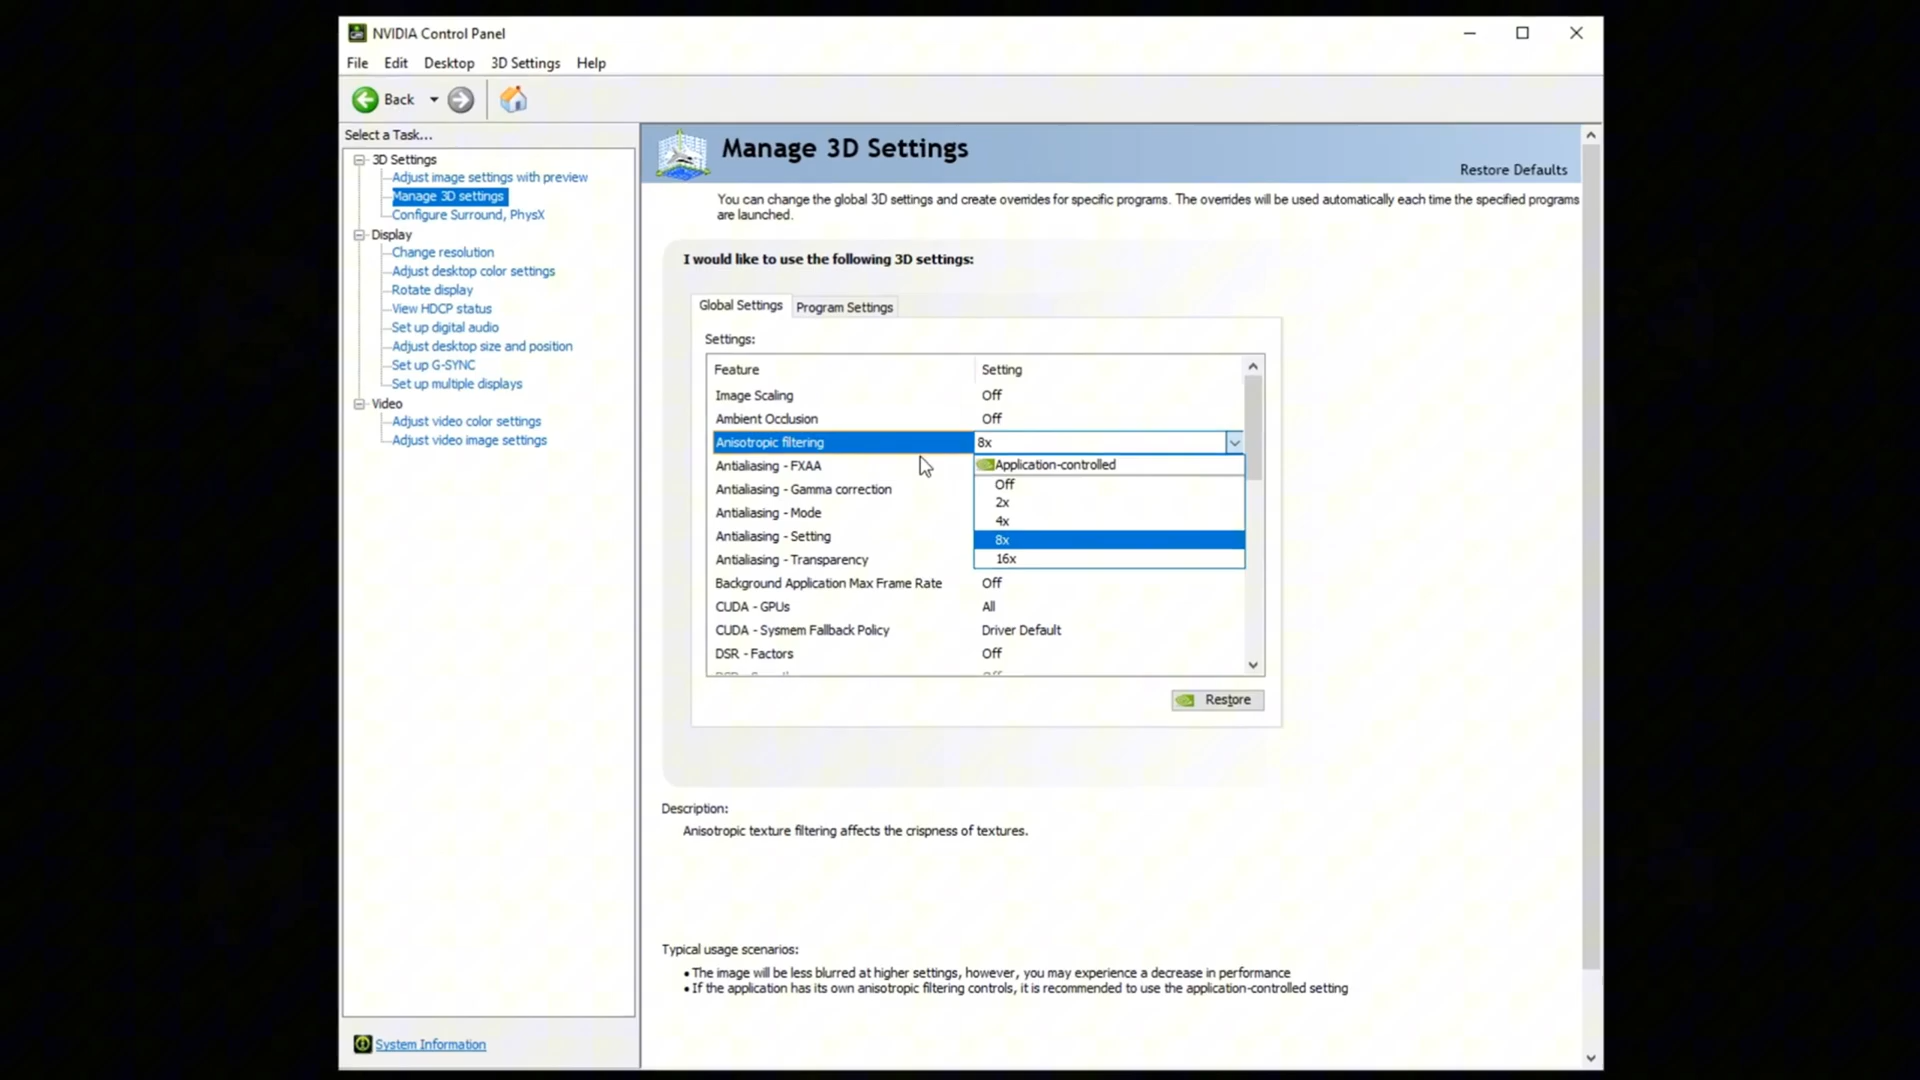 NVIDIA Control Panel
File Edit Desktop 3D Settings Help
Back
Select a Task...
3D Settings
Adjust image settings with preview
Manage 3D settings
Configure Surround, PhysX
Display
Change resolution
Adjust desktop color settings
Rotate display
View HDCP status
Set up digital audio
Adjust desktop size and position
Set up G-SYNC
Set up multiple displays
Video
Adjust video color settings
Adjust video image settings
System Information
Manage 3D Settings
Restore Defaults
You can change the global 3D settings and create overrides for specific programs. The overrides will be used automatically each time the specified programs
are launched.
I would like to use the following 3D settings:
Global Settings Program Settings
Settings:
Feature Setting
Image Scaling Off
Ambient Occlusion Off
Anisotropic filtering 8x
Antialiasing - FXAA
Antialiasing - Gamma correction
Antialiasing - Mode
Antialiasing - Setting
Antialiasing - Transparency
Application-controlled
Off
2x
4x
8x
16x
Background Application Max Frame Rate Off
CUDA - GPUs All
CUDA - Sysmem Fallback Policy Driver Default
DSR - Factors Off
Restore
Description:
Anisotropic texture filtering affects the crispness of textures.
Typical usage scenarios:
• The image will be less blurred at higher settings, however, you may experience a decrease in performance
• If the application has its own anisotropic filtering controls, it is recommended to use the application-controlled setting